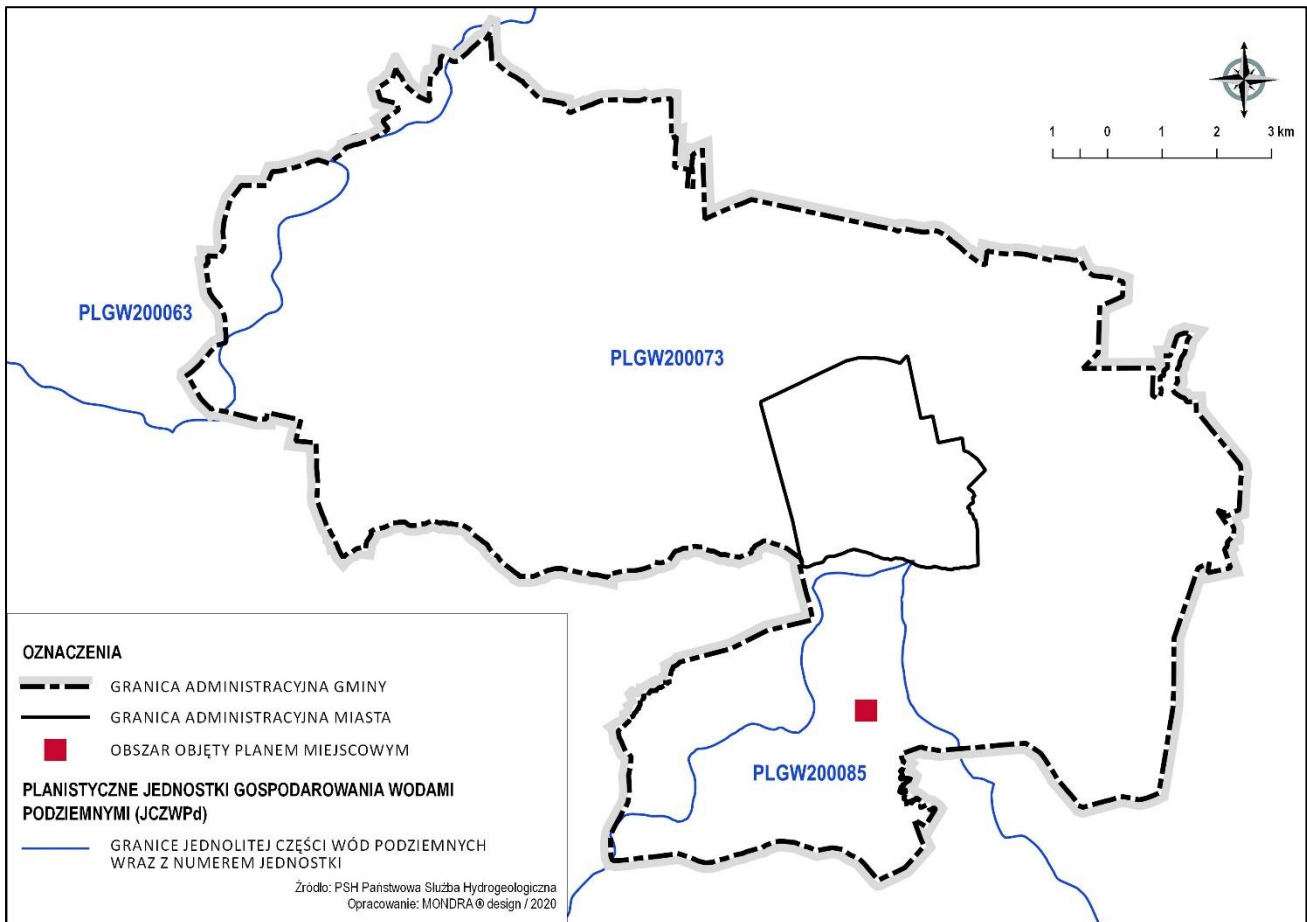 1 0 1 2 3 km
PLGW200063
PLGW200073
PLGW200085
OZNACZENIA
GRANICA ADMINISTRACYJNA GMINY
GRANICA ADMINISTRACYJNA MIASTA
OBSZAR OBJĘTY PLANEM MIEJSCOWYM
PLANISTYCZNE JEDNOSTKI GOSPODAROWANIA WODAMI
PODZIEMNYMI (JCZWPd)
GRANICE JEDNOLITEJ CZĘŚCI WÓD PODZIEMNYCH
WRAZ Z NUMEREM JEDNOSTKI
Źródło: PSH Państwowa Służba Hydrogeologiczna
Opracowanie: MONDRA ® design / 2020